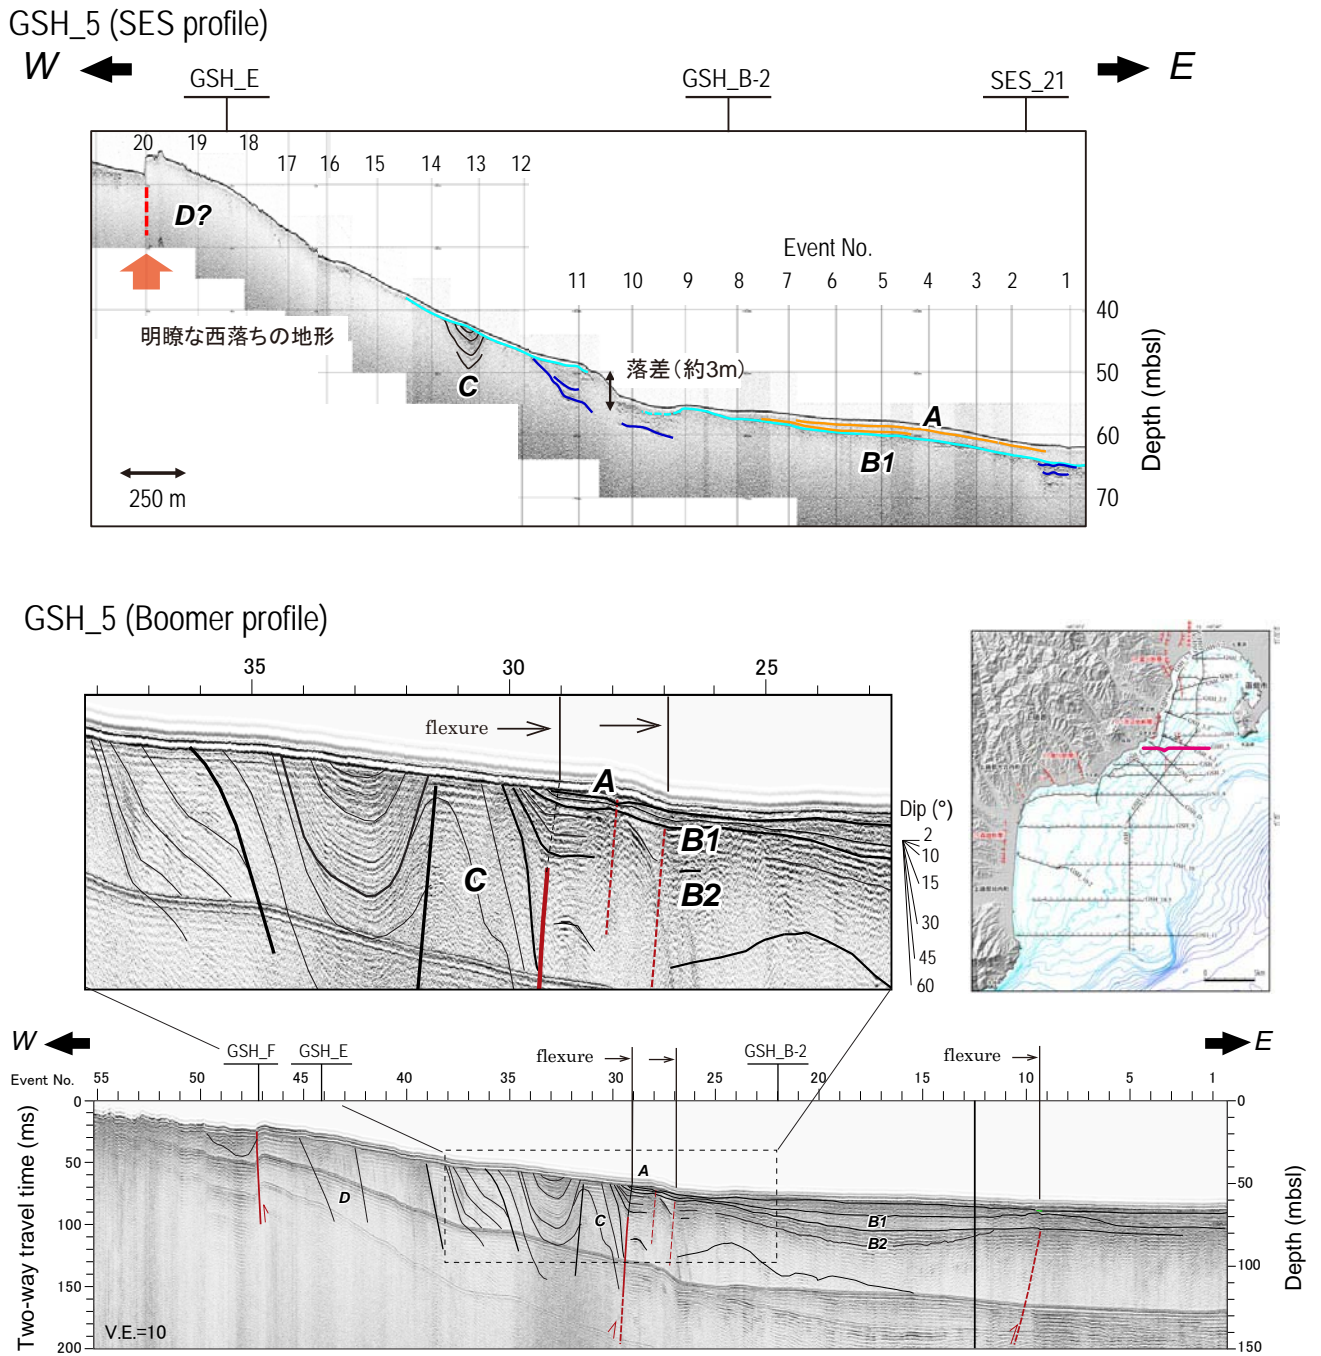 GSH_5 (SES profile)
W E
GSH_E GSH_B-2 SES_21
20 19 18 17 16 15 14 13 12
Event No.
11 10 9 8 7 6 5 4 3 2 1
D?
明瞭な西落ちの地形
C
落差(約3m)
A
B1
40
50
60
70
Depth (mbsl)
250 m
GSH_5 (Boomer profile)
35 30 25
flexure
A
B1
B2
C
Dip (°)
2
10
15
30
45
60
W E
GSH_F GSH_E flexure GSH_B-2 flexure
Event No. 55 50 45 40 35 30 25 20 15 10 5 1
0
50
100
150
200
Two-way travel time (ms)
A
B1
B2
C
D
V.E.=10
0
50
100
150
Depth (mbsl)